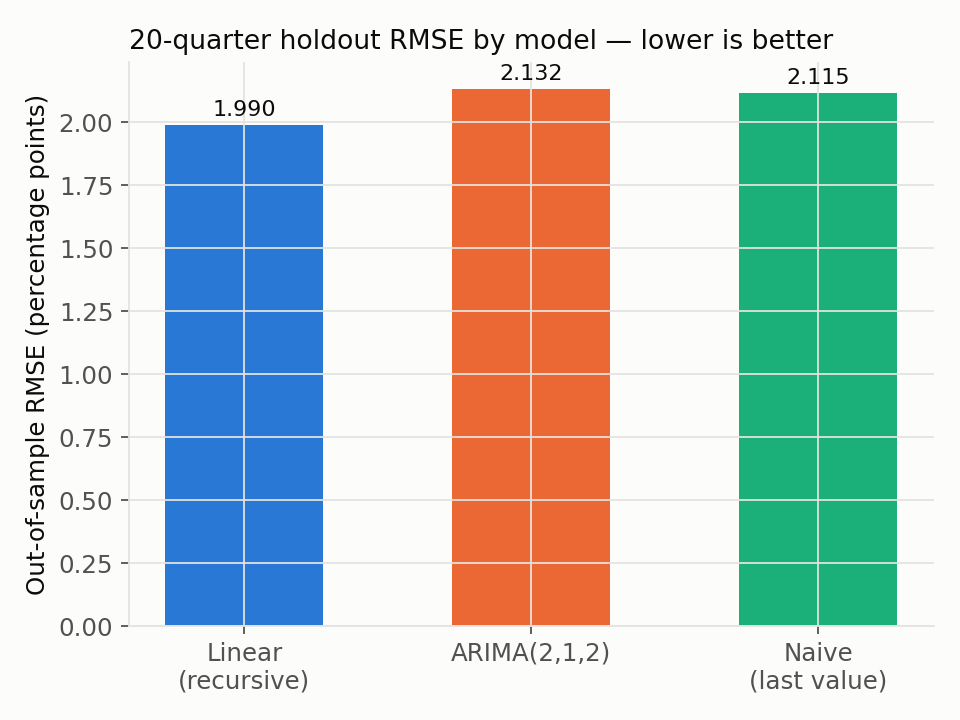 20-quarter holdout RMSE by model — lower is better
Out-of-sample RMSE (percentage points)
2.00
1.75
1.50
1.25
1.00
0.75
0.50
0.25
0.00
1.990
2.132
2.115
Linear
(recursive)
ARIMA(2,1,2)
Naive
(last value)